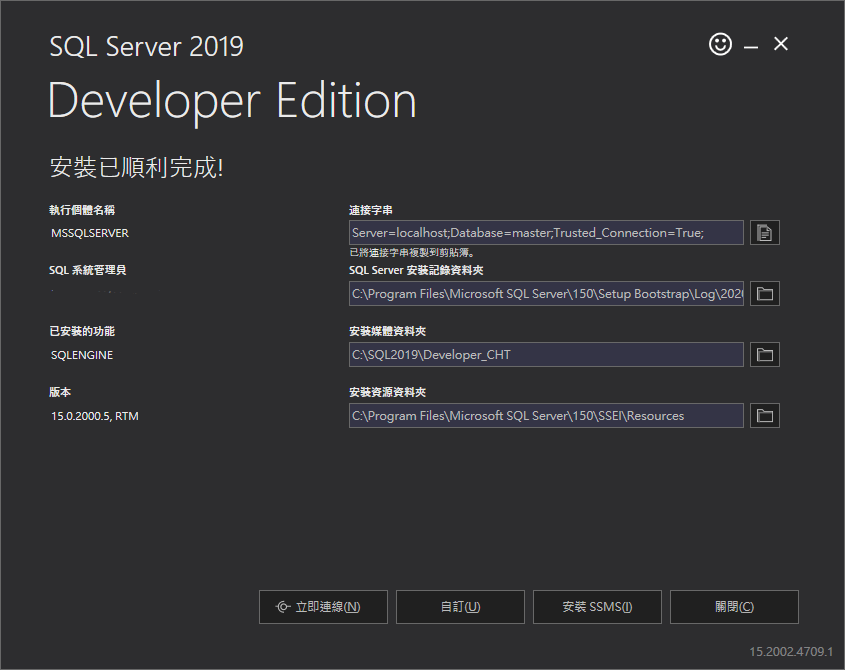 SQL Server 2019
Developer Edition
安裝已順利完成!
執行個體名稱
MSSQLSERVER
連接字串
Server=localhost;Database=master;Trusted_Connection=True;
已將連接字串複製到剪貼簿。
SQL 系統管理員
SQL Server 安裝記錄資料夾
C:\Program Files\Microsoft SQL Server\150\Setup Bootstrap\Log\202
已安裝的功能
SQLENGINE
安裝媒體資料夾
C:\SQL2019\Developer_CHT
版本
15.0.2000.5, RTM
安裝資源資料夾
C:\Program Files\Microsoft SQL Server\150\SSEI\Resources
立即連線(N)
自訂(U)
安裝 SSMS(I)
關閉(C)
15.2002.4709.1